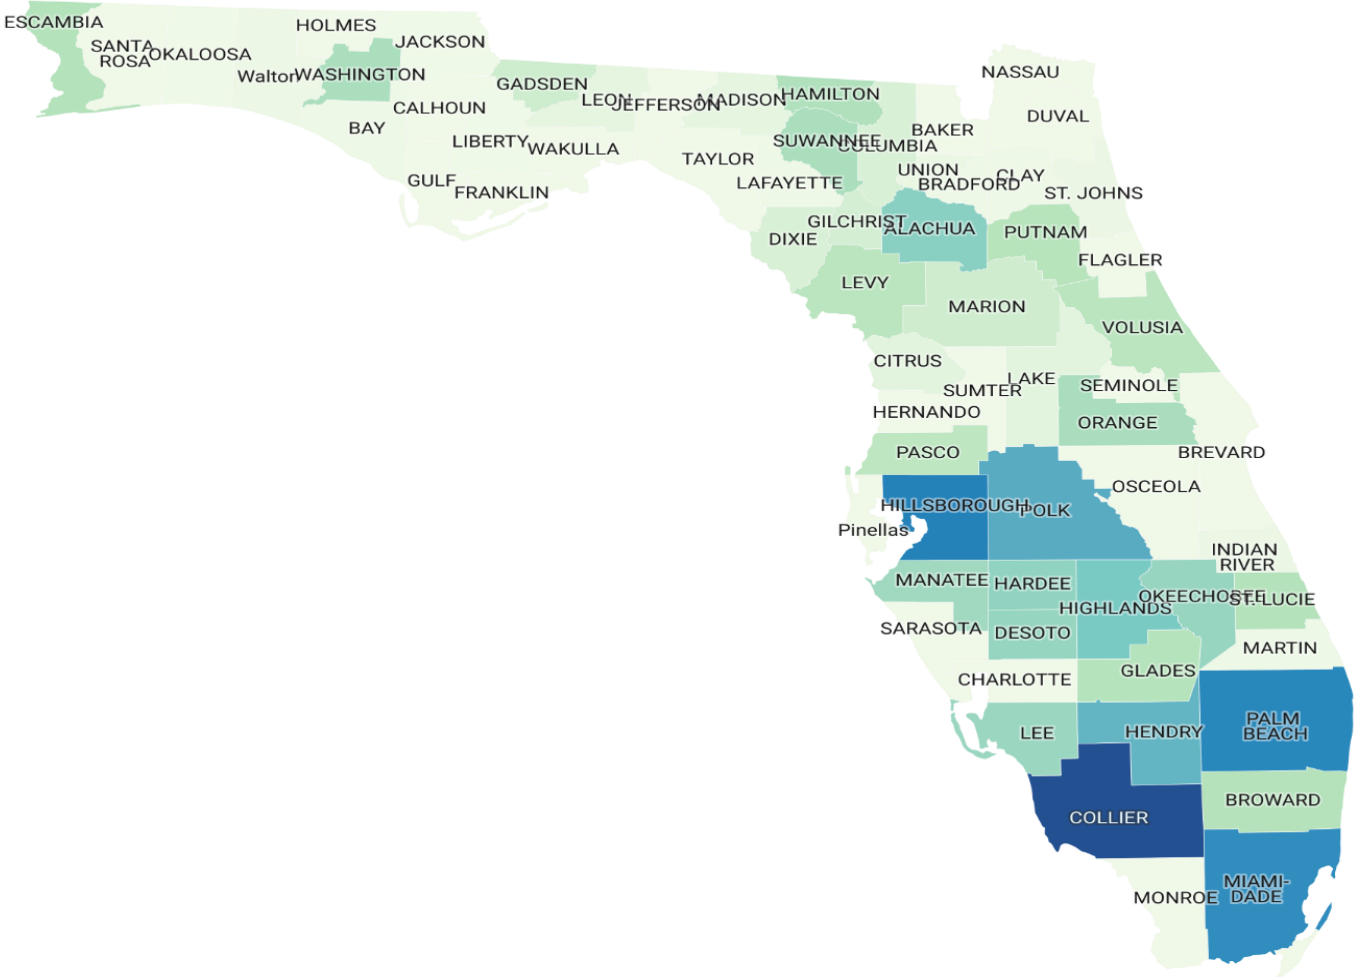 ESCAMBIA
SANTA
ROSA
OKALOOSA
HOLMES
JACKSON
Walton
WASHINGTON
CALHOUN
BAY
GADSDEN
LEON
JEFFERSON
MADISON
HAMILTON
LIBERTY
WAKULLA
GULF
FRANKLIN
TAYLOR
SUWANNEE
COLUMBIA
LAFAYETTE
NASSAU
DUVAL
BAKER
UNION
BRADFORD
CLAY
ST. JOHNS
DIXIE
GILCHRIST
ALACHUA
PUTNAM
FLAGLER
LEVY
MARION
VOLUSIA
CITRUS
LAKE
SUMTER
SEMINOLE
HERNANDO
ORANGE
PASCO
BREVARD
OSCEOLA
HILLSBOROUGH
POLK
Pinellas
INDIAN
RIVER
MANATEE
HARDEE
HIGHLANDS
OKEECHOBEE
ST. LUCIE
SARASOTA
DESOTO
MARTIN
CHARLOTTE
GLADES
LEE
HENDRY
PALM
BEACH
COLLIER
BROWARD
MONROE
MIAMI-
DADE